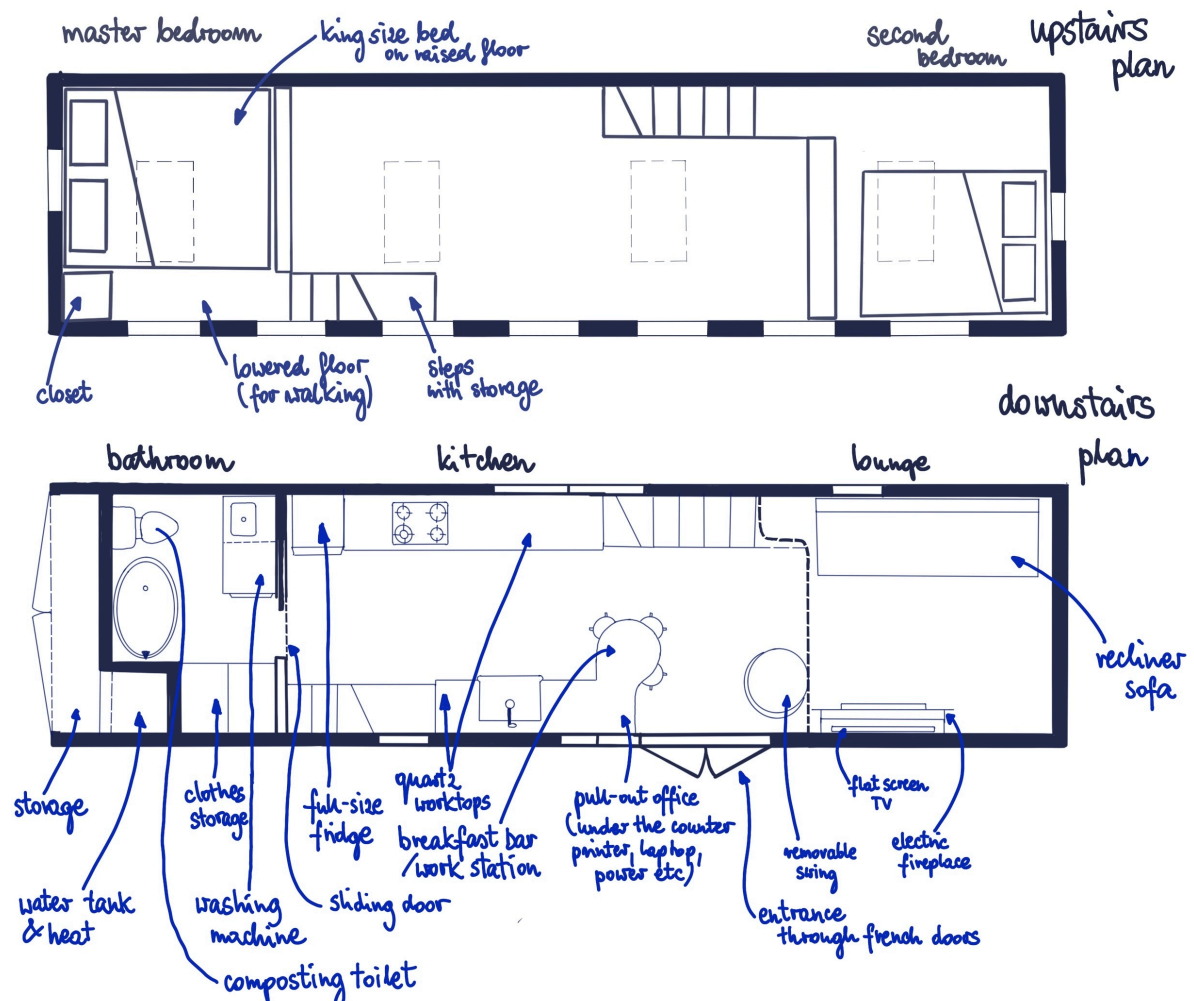 master bedroom
king size bed
on raised floor
second
bedroom
upstairs
plan
closet
lowered floor
(for walking)
steps
with storage
downstairs
plan
bathroom
kitchen
lounge
recliner
sofa
storage
clothes
storage
full-size
fridge
quartz
worktops
breakfast bar
/work station
pull-out office
(under the counter
printer, laptop,
power etc)
removable
swing
flat screen
TV
electric
fireplace
water tank
& heat
washing
machine
sliding door
entrance
through french doors
composting toilet